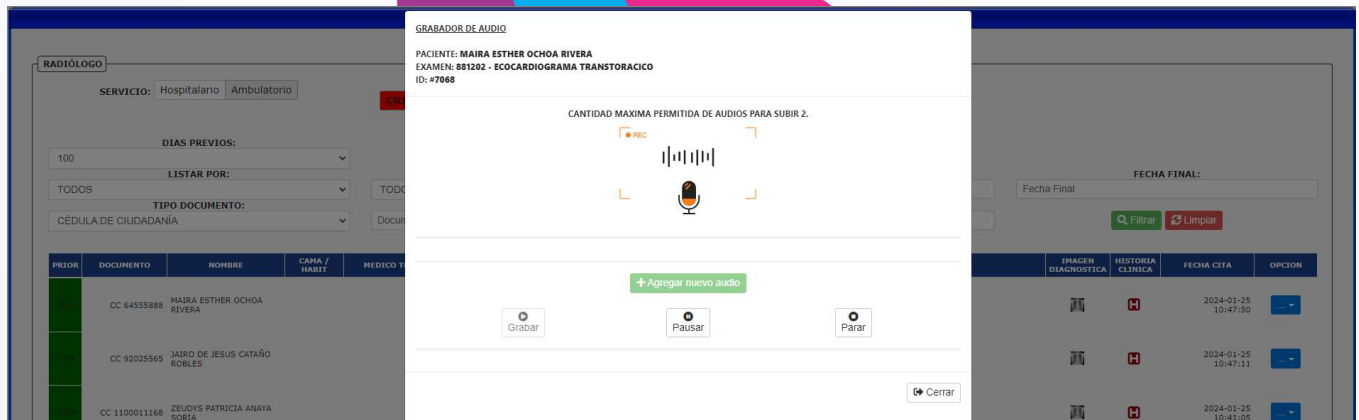 GRABADOR DE AUDIO
PACIENTE: MAIRA ESTHER OCHOA RIVERA
EXAMEN: 881202 - ECOCARDIOGRAMA TRANSTORACICO
ID: #7068
CANTIDAD MAXIMA PERMITIDA DE AUDIOS PARA SUBIR 2.
REC
+ Agregar nuevo audio
Grabar Pausar Parar
Cerrar
RADIÓLOGO
SERVICIO: Hospitalario Ambulatorio
DIAS PREVIOS:
100
LISTAR POR: FECHA FINAL:
TODOS Fecha Final
TIPO DOCUMENTO:
CÉDULA DE CIUDADANÍA Filtrar Limpiar
PRIOR DOCUMENTO NOMBRE CAMA / HABIT IMAGEN DIAGNOSTICA HISTORIA CLINICA FECHA CITA OPCION
CC 64555888 MAIRA ESTHER OCHOA RIVERA H 2024-01-25 10:47:50 ...
CC 92025565 JAIRO DE JESUS CATAÑO ROBLES H 2024-01-25 10:47:11 ...
CC 1100011168 ZEUDYS PATRICIA ANAYA SORIA H 2024-01-25 10:41:05 ...